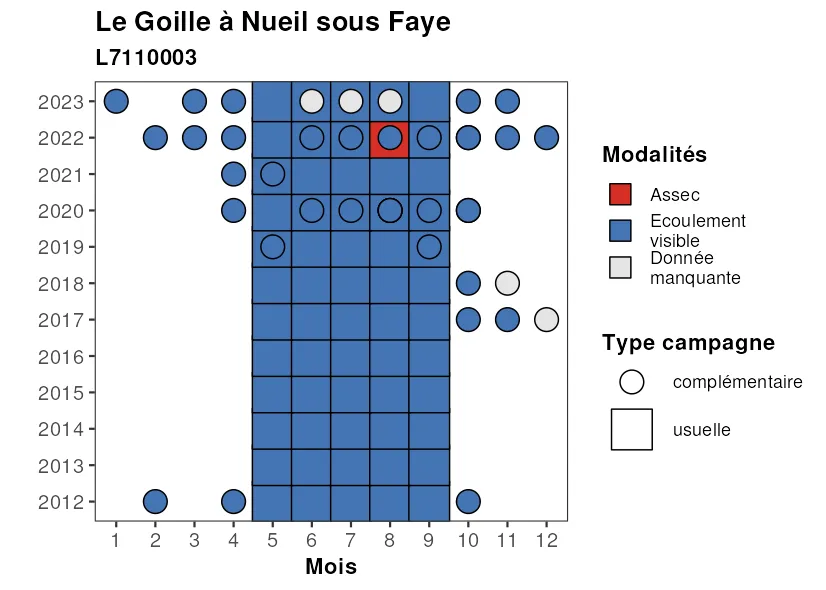 Le Goille à Nueil sous Faye
L7110003
2023
2022
2021
2020
2019
2018
2017
2016
2015
2014
2013
2012
1 2 3 4 5 6 7 8 9 10 11 12
Mois
Modalités
Assec
Ecoulement
visible
Donnée
manquante
Type campagne
complémentaire
usuelle